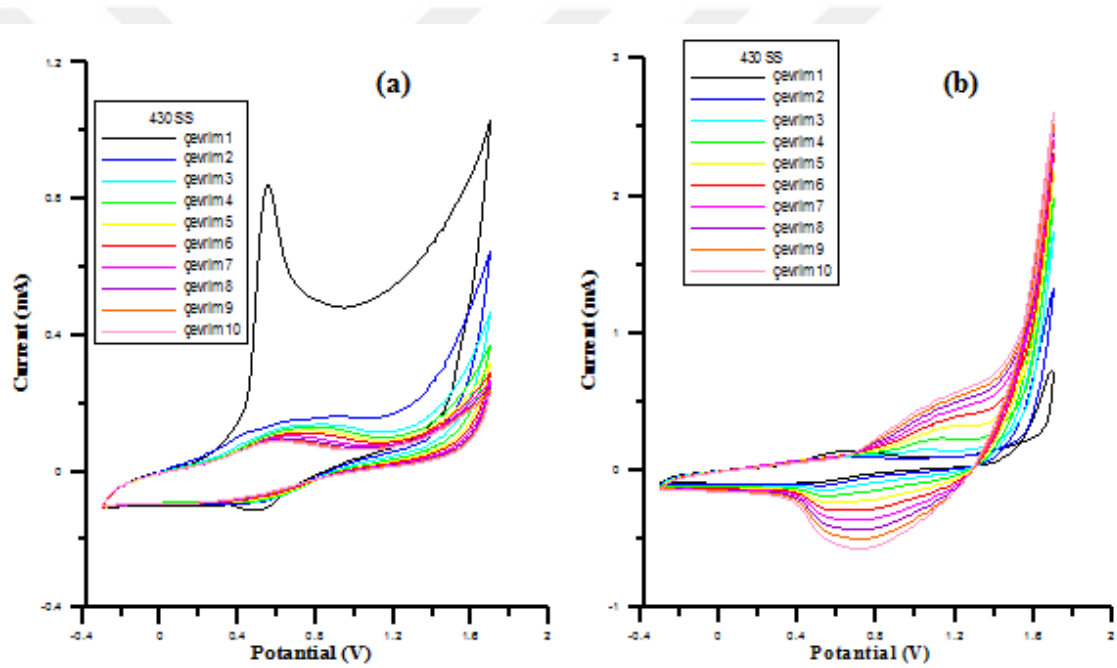 (a)
430 SS
çevrim 1
çevrim 2
çevrim 3
çevrim 4
çevrim 5
çevrim 6
çevrim 7
çevrim 8
çevrim 9
çevrim 10
1.2
0.8
0.4
0
-0.4
Current (mA)
-0.4 0 0.4 0.8 1.2 1.6 2
Potantial (V)
(b)
430 SS
çevrim 1
çevrim 2
çevrim 3
çevrim 4
çevrim 5
çevrim 6
çevrim 7
çevrim 8
çevrim 9
çevrim 10
3
2
1
0
-1
Current (mA)
-0.4 0 0.4 0.8 1.2 1.6 2
Potantial (V)